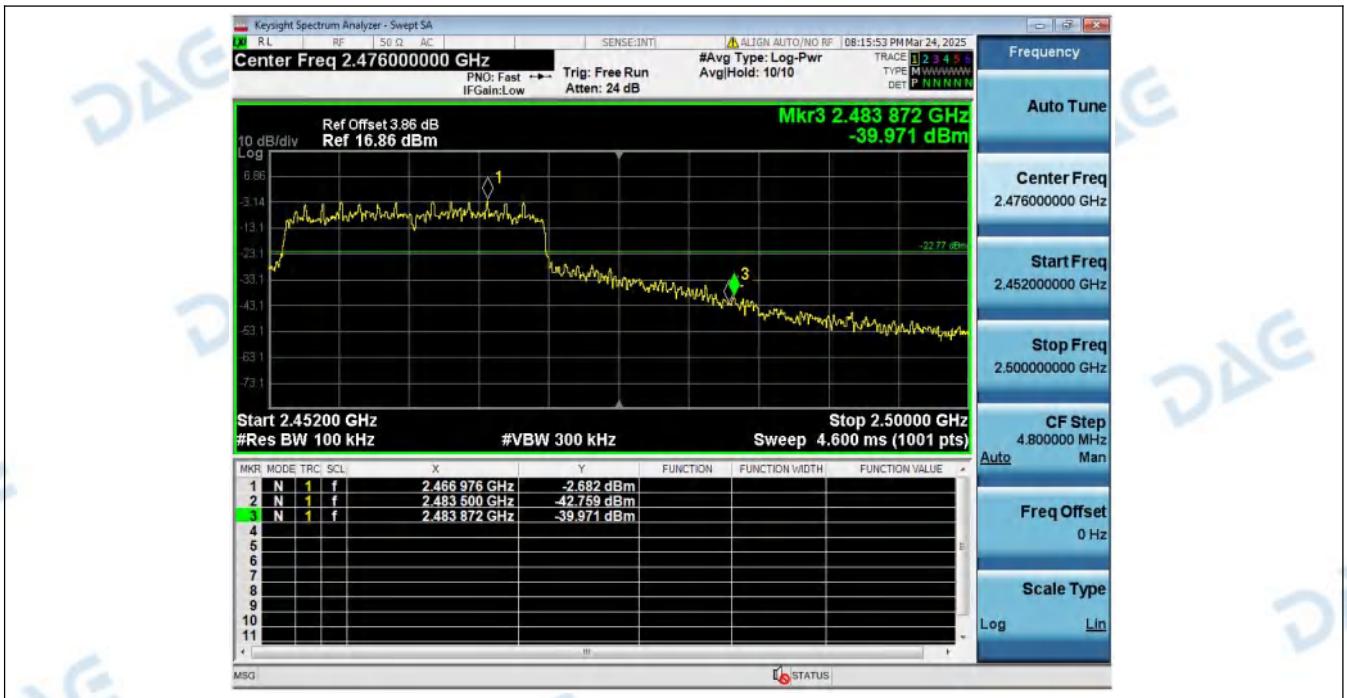 Keysight Spectrum Analyzer - Swept SA
RL RF 50 Ω AC SENSE:INT ALIGN AUTO/NO RF 08:15:53 PM Mar 24, 2025
Center Freq 2.476000000 GHz
PNO: Fast Trig: Free Run #Avg Type: Log-Pwr TRACE 1 2 3 4 5 6
IFGain:Low Atten: 24 dB Avg|Hold: 10/10 TYPE M WWWWW
DET P N N N N N
Mkr3 2.483 872 GHz
-39.971 dBm
Ref Offset 3.86 dB
10 dB/div Ref 16.86 dBm
Log
6.86
-3.14
-13.1
-23.1
-33.1
-43.1
-53.1
-63.1
-73.1
1
3
-22.77 dBm
Start 2.45200 GHz Stop 2.50000 GHz
#Res BW 100 kHz #VBW 300 kHz Sweep 4.600 ms (1001 pts)
MKR MODE TRC SCL X Y FUNCTION FUNCTION WIDTH FUNCTION VALUE
1 N 1 f 2.466 976 GHz -2.682 dBm
2 N 1 f 2.483 500 GHz -42.759 dBm
3 N 1 f 2.483 872 GHz -39.971 dBm
4
5
6
7
8
9
10
11
MSG STATUS
Frequency
Auto Tune
Center Freq
2.476000000 GHz
Start Freq
2.452000000 GHz
Stop Freq
2.500000000 GHz
CF Step
4.800000 MHz
Auto Man
Freq Offset
0 Hz
Scale Type
Log Lin
DAE
DAE
DAE
DAE